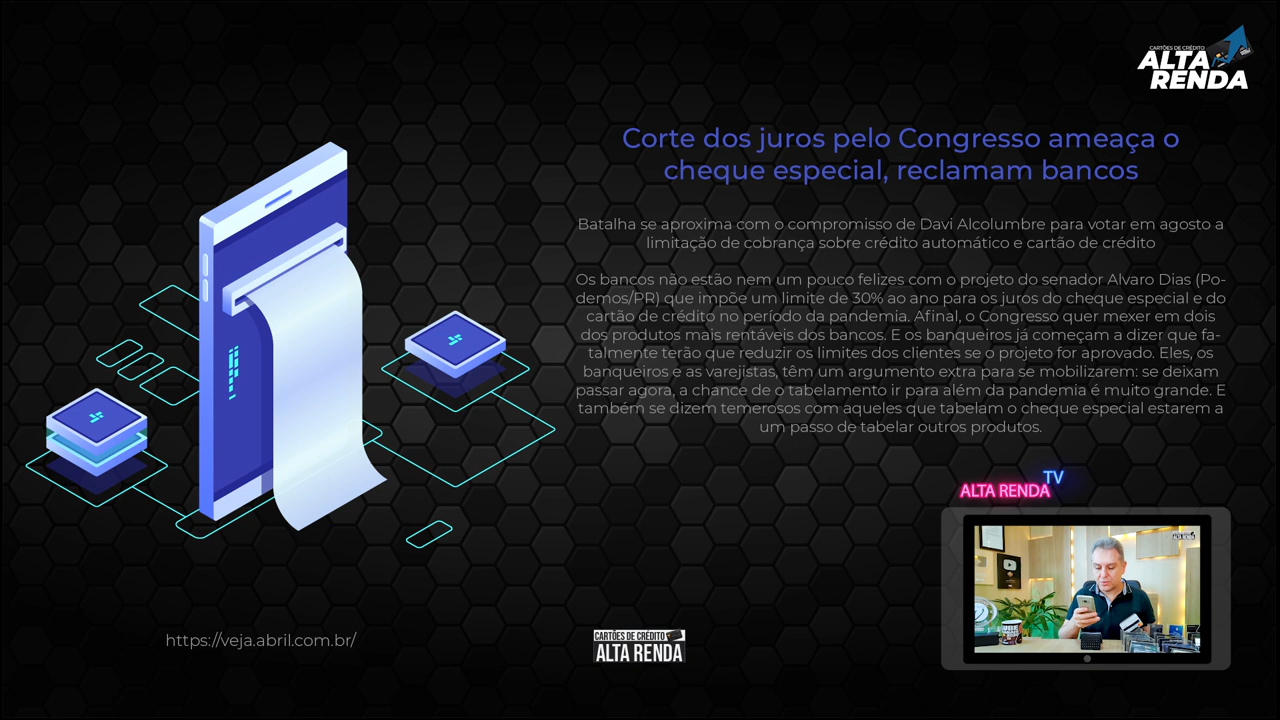 CARTÕES DE CRÉDITO
ALTA
RENDA
Corte dos juros pelo Congresso ameaça o
cheque especial, reclamam bancos
Batalha se aproxima com o compromisso de Davi Alcolumbre para votar em agosto a
limitação de cobrança sobre crédito automático e cartão de crédito
Os bancos não estão nem um pouco felizes com o projeto do senador Alvaro Dias (Po-
demos/PR) que impõe um limite de 30% ao ano para os juros do cheque especial e do
cartão de crédito no período da pandemia. Afinal, o Congresso quer mexer em dois
dos produtos mais rentáveis dos bancos. E os banqueiros já começam a dizer que fa-
talmente terão que reduzir os limites dos clientes se o projeto for aprovado. Eles, os
banqueiros e as varejistas, têm um argumento extra para se mobilizarem: se deixam
passar agora, a chance de o tabelamento ir para além da pandemia é muito grande. E
também se dizem temerosos com aqueles que tabelam o cheque especial estarem a
um passo de tabelar outros produtos.
ALTA RENDA TV
ALTA RENDA
https://veja.abril.com.br/
CARTÕES DE CRÉDITO
ALTA RENDA